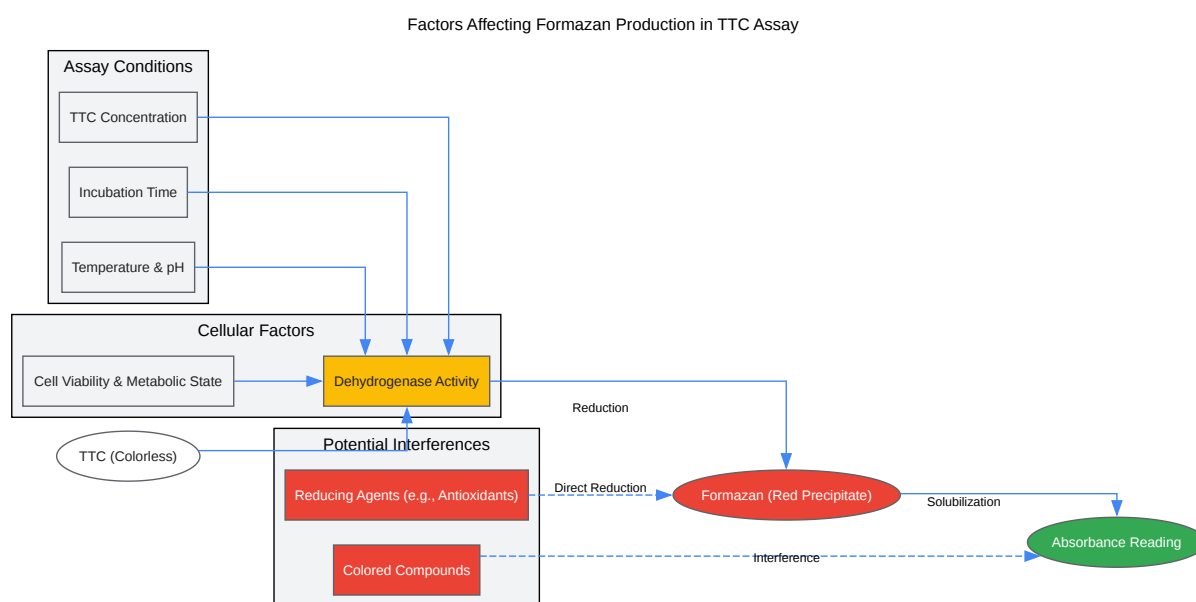 Factors Affecting Formazan Production in TTC Assay
Assay Conditions
TTC Concentration
Incubation Time
Temperature & pH
Cellular Factors
Cell Viability & Metabolic State
Dehydrogenase Activity
Reduction
TTC (Colorless)
Potential Interferences
Reducing Agents (e.g., Antioxidants)
Direct Reduction
Formazan (Red Precipitate)
Solubilization
Absorbance Reading
Interference
Colored Compounds